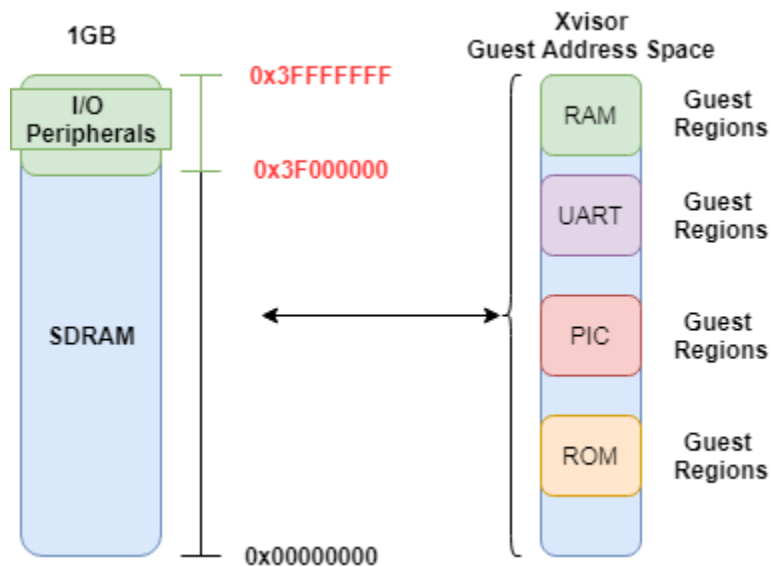 1GB
I/O
Peripherals
SDRAM
0x3FFFFFFF
0x3F000000
0x00000000
Xvisor
Guest Address Space
RAM
Guest
Regions
UART
Guest
Regions
PIC
Guest
Regions
ROM
Guest
Regions